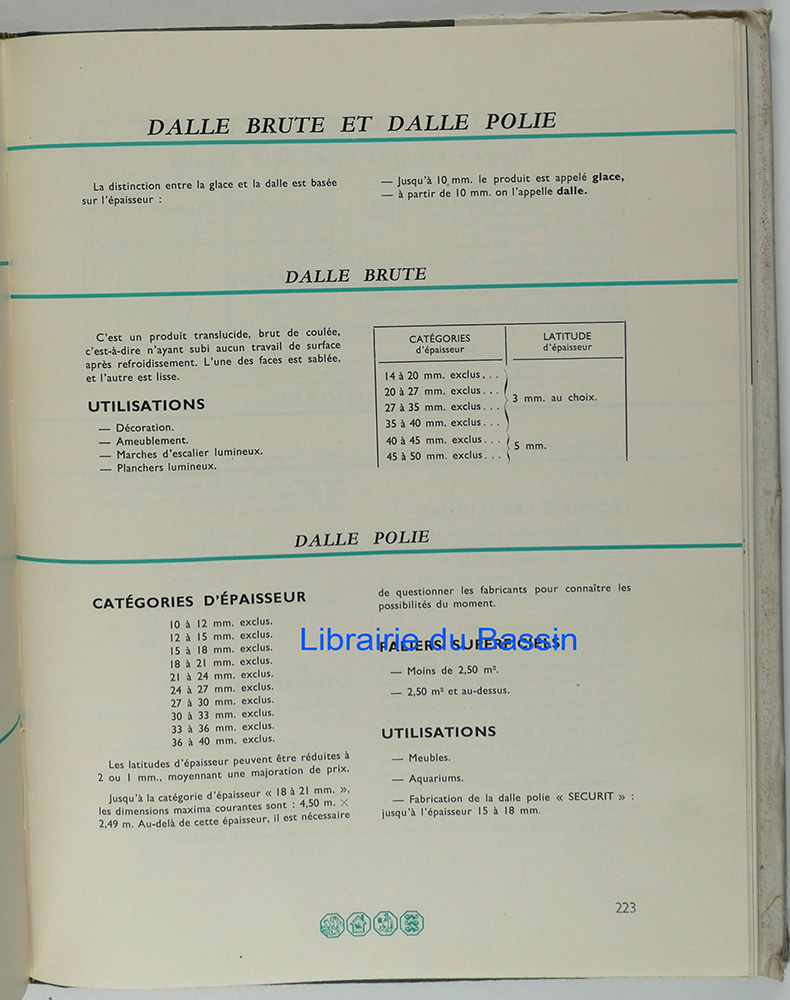 DALLE BRUTE ET DALLE POLIE
La distinction entre la glace et la dalle est basée
sur l'épaisseur :
— Jusqu'à 10 mm. le produit est appelé glace,
— à partir de 10 mm. on l'appelle dalle.
DALLE BRUTE
C'est un produit translucide, brut de coulée,
c'est-à-dire n'ayant subi aucun travail de surface
après refroidissement. L'une des faces est sablée,
et l'autre est lisse.
UTILISATIONS
— Décoration.
— Ameublement.
— Marches d'escalier lumineux.
— Planchers lumineux.
CATÉGORIES
d'épaisseur
LATITUDE
d'épaisseur
14 à 20 mm. exclus...
20 à 27 mm. exclus...
27 à 35 mm. exclus...
35 à 40 mm. exclus...
3 mm. au choix.
40 à 45 mm. exclus...
45 à 50 mm. exclus...
5 mm.
DALLE POLIE
CATÉGORIES D'ÉPAISSEUR
10 à 12 mm. exclus.
12 à 15 mm. exclus.
15 à 18 mm. exclus.
18 à 21 mm. exclus.
21 à 24 mm. exclus.
24 à 27 mm. exclus.
27 à 30 mm. exclus.
30 à 33 mm. exclus.
33 à 36 mm. exclus.
36 à 40 mm. exclus.
Les latitudes d'épaisseur peuvent être réduites à
2 ou 1 mm., moyennant une majoration de prix.
Jusqu'à la catégorie d'épaisseur « 18 à 21 mm. »,
les dimensions maxima courantes sont : 4,50 m. ×
2,49 m. Au-delà de cette épaisseur, il est nécessaire
de questionner les fabricants pour connaître les
possibilités du moment.
Librairie du Bassin
PALIERS SUPERFICIELS
— Moins de 2,50 m².
— 2,50 m² et au-dessus.
UTILISATIONS
— Meubles.
— Aquariums.
— Fabrication de la dalle polie « SECURIT » :
jusqu'à l'épaisseur 15 à 18 mm.
223